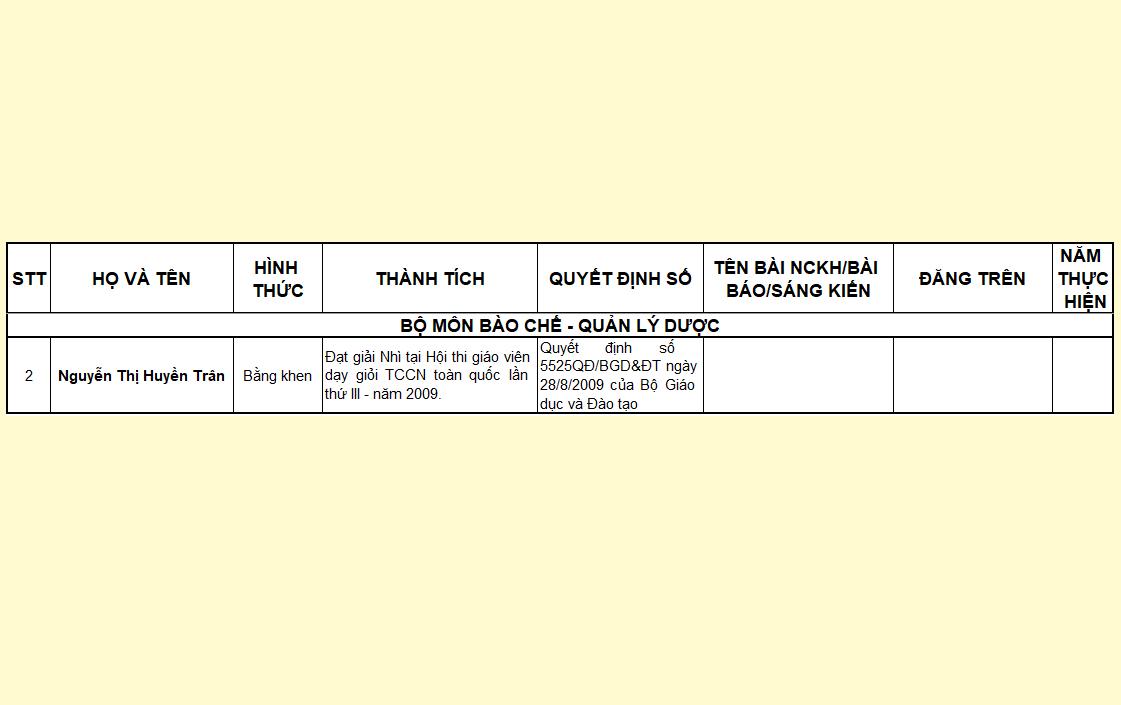 STT
HỌ VÀ TÊN
HÌNH
THỨC
THÀNH TÍCH
QUYẾT ĐỊNH SỐ
TÊN BÀI NCKH/BÀI
BÁO/SÁNG KIẾN
ĐĂNG TRÊN
NĂM
THỰC
HIỆN
BỘ MÔN BÀO CHẾ - QUẢN LÝ DƯỢC
2
Nguyễn Thị Huyền Trân
Bằng khen
Đạt giải Nhì tại Hội thi giáo viên
dạy giỏi TCCN toàn quốc lần
thứ III - năm 2009.
Quyết định số
5525QĐ/BGD&ĐT ngày
28/8/2009 của Bộ Giáo
dục và Đào tạo